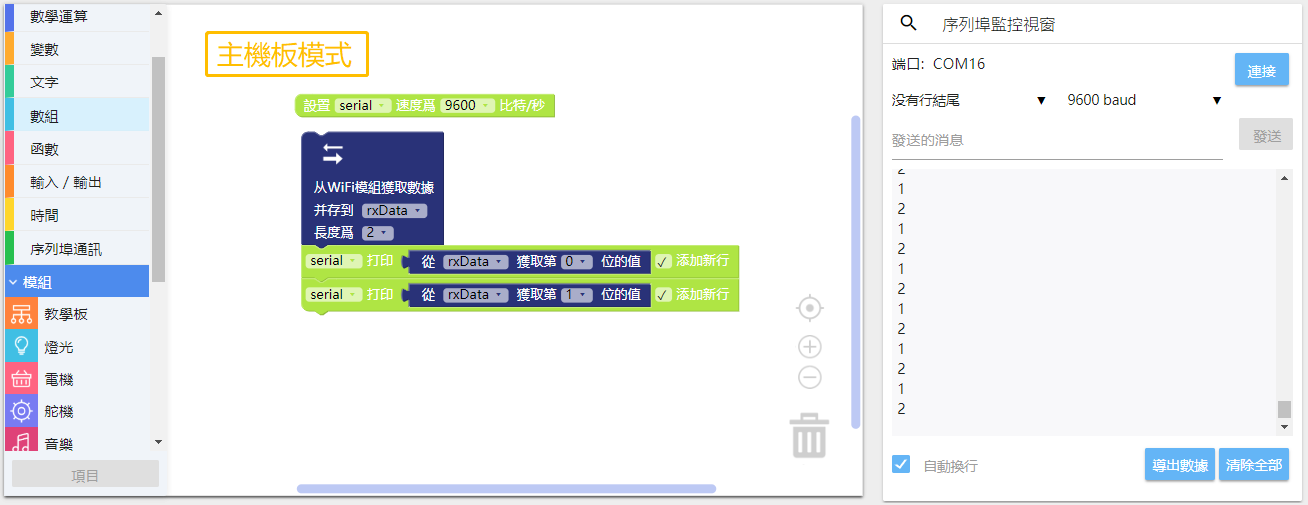 數學運算
變數
文字
數組
函數
輸入 / 輸出
時間
序列埠通訊
模組
教學板
燈光
電機
舵機
音樂
項目
主機板模式
設置 serial 速度爲 9600 比特/秒
从WiFi模組獲取數據
并存到 rxData
長度爲 2
serial 打印 從 rxData 獲取第 0 位的值 添加新行
serial 打印 從 rxData 獲取第 1 位的值 添加新行
序列埠監控視窗
端口: COM16
連接
没有行結尾 9600 baud
發送的消息
發送
2
1
2
1
2
1
2
1
2
1
2
1
2
自動換行
導出數據 清除全部